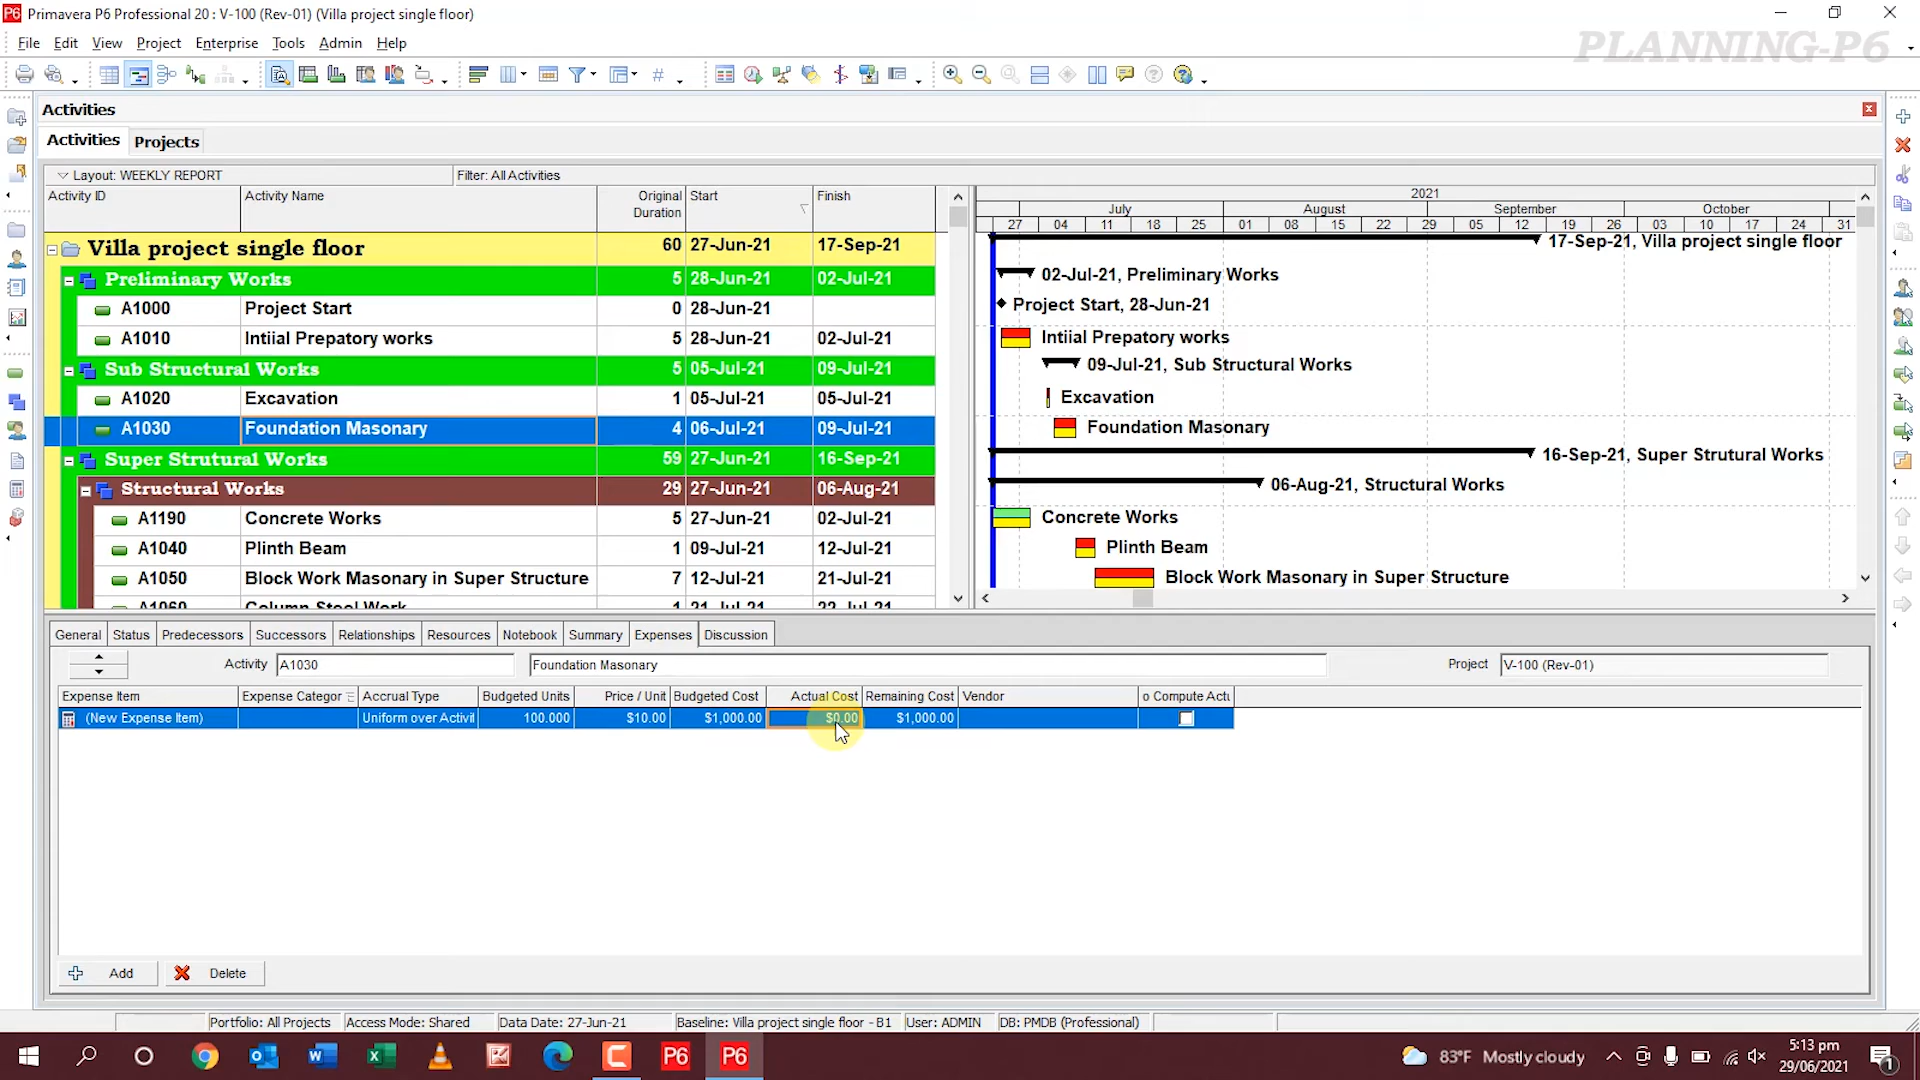 Primavera P6 Professional 20 : V-100 (Rev-01) (Villa project single floor)
File Edit View Project Enterprise Tools Admin Help
PLANNING-P6
Activities
Activities Projects
Layout: WEEKLY REPORT Filter: All Activities
Activity ID Activity Name Original Duration Start Finish
2021
July August September October
27 04 11 18 25 01 08 15 22 29 05 12 19 26 03 10 17 24 31
Villa project single floor 60 27-Jun-21 17-Sep-21 17-Sep-21, Villa project single floor
Preliminary Works 5 28-Jun-21 02-Jul-21 02-Jul-21, Preliminary Works
A1000 Project Start 0 28-Jun-21 Project Start, 28-Jun-21
A1010 Intiial Prepatory works 5 28-Jun-21 02-Jul-21 Intiial Prepatory works
Sub Structural Works 5 05-Jul-21 09-Jul-21 09-Jul-21, Sub Structural Works
A1020 Excavation 1 05-Jul-21 05-Jul-21 Excavation
A1030 Foundation Masonary 4 06-Jul-21 09-Jul-21 Foundation Masonary
Super Strutural Works 59 27-Jun-21 16-Sep-21 16-Sep-21, Super Strutural Works
Structural Works 29 27-Jun-21 06-Aug-21 06-Aug-21, Structural Works
A1190 Concrete Works 5 27-Jun-21 02-Jul-21 Concrete Works
A1040 Plinth Beam 1 09-Jul-21 12-Jul-21 Plinth Beam
A1050 Block Work Masonary in Super Structure 7 12-Jul-21 21-Jul-21 Block Work Masonary in Super Structure
A1060 Column Steel Work 1 21-Jul-21 22-Jul-21
General Status Predecessors Successors Relationships Resources Notebook Summary Expenses Discussion
Activity A1030 Foundation Masonary Project V-100 (Rev-01)
Expense Item Expense Categor Accrual Type Budgeted Units Price / Unit Budgeted Cost Actual Cost Remaining Cost Vendor o Compute Actu
(New Expense Item) Uniform over Activit 100.000 $10.00 $1,000.00 $0.00 $1,000.00
Add Delete
Portfolio: All Projects Access Mode: Shared Data Date: 27-Jun-21 Baseline: Villa project single floor - B1 User: ADMIN DB: PMDB (Professional)
83°F Mostly cloudy
5:13 pm
29/06/2021
1